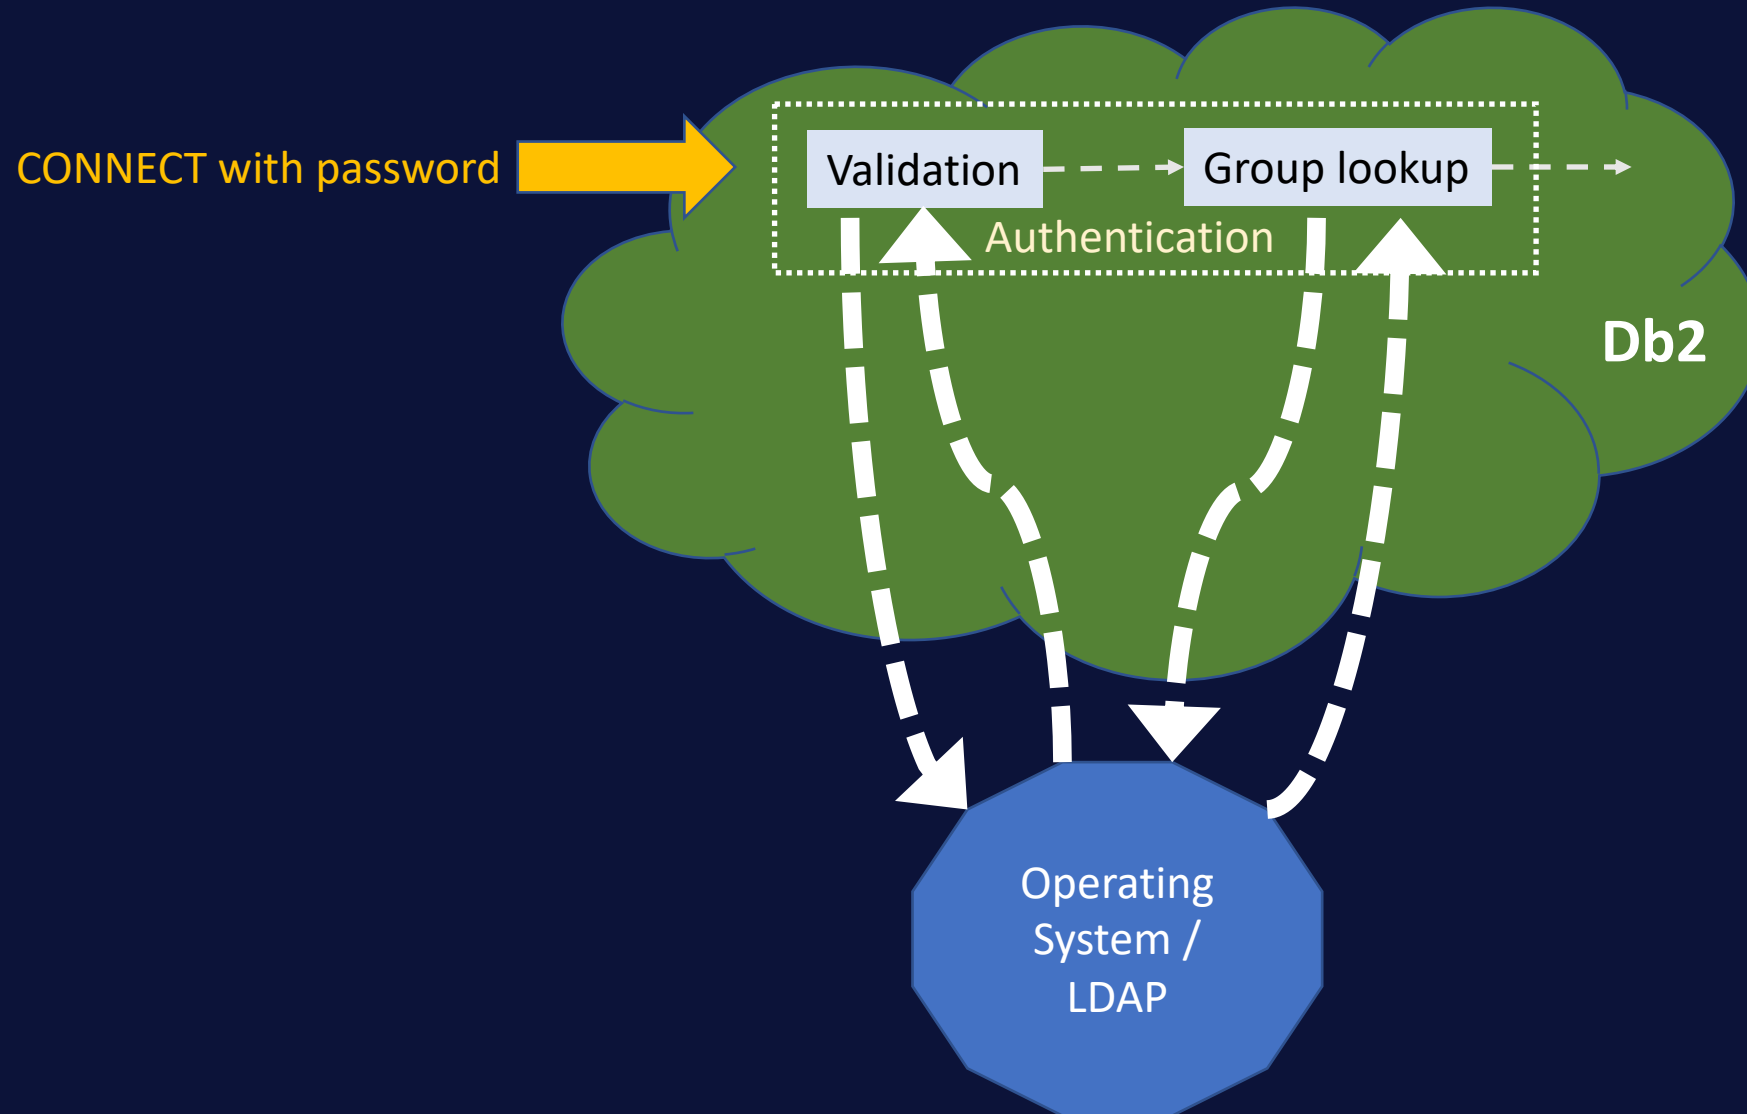 CONNECT with password
Validation
Group lookup
Authentication
Db2
Operating
System /
LDAP